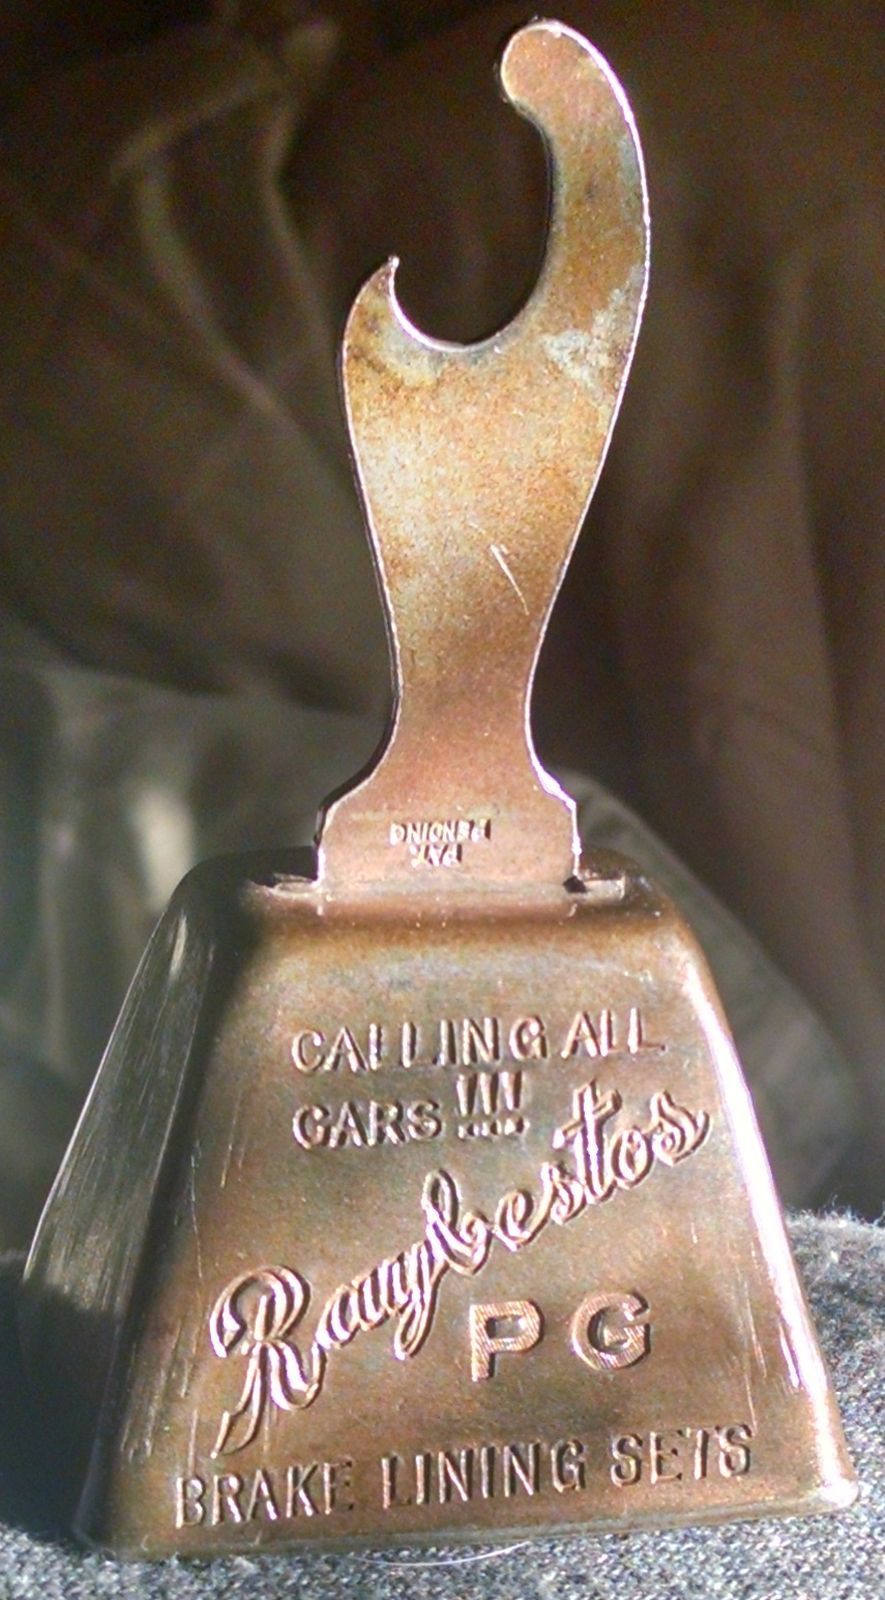 PAT.
PENDING
CALLING ALL
CARS !!!!
Raybestos
PG
BRAKE LINING SETS